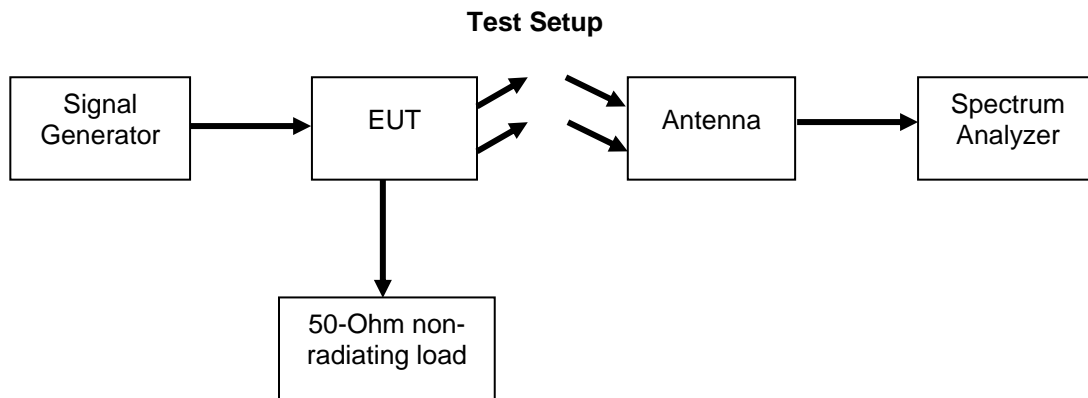 Test Setup
Signal
Generator
EUT
Antenna
Spectrum
Analyzer
50-Ohm non-
radiating load